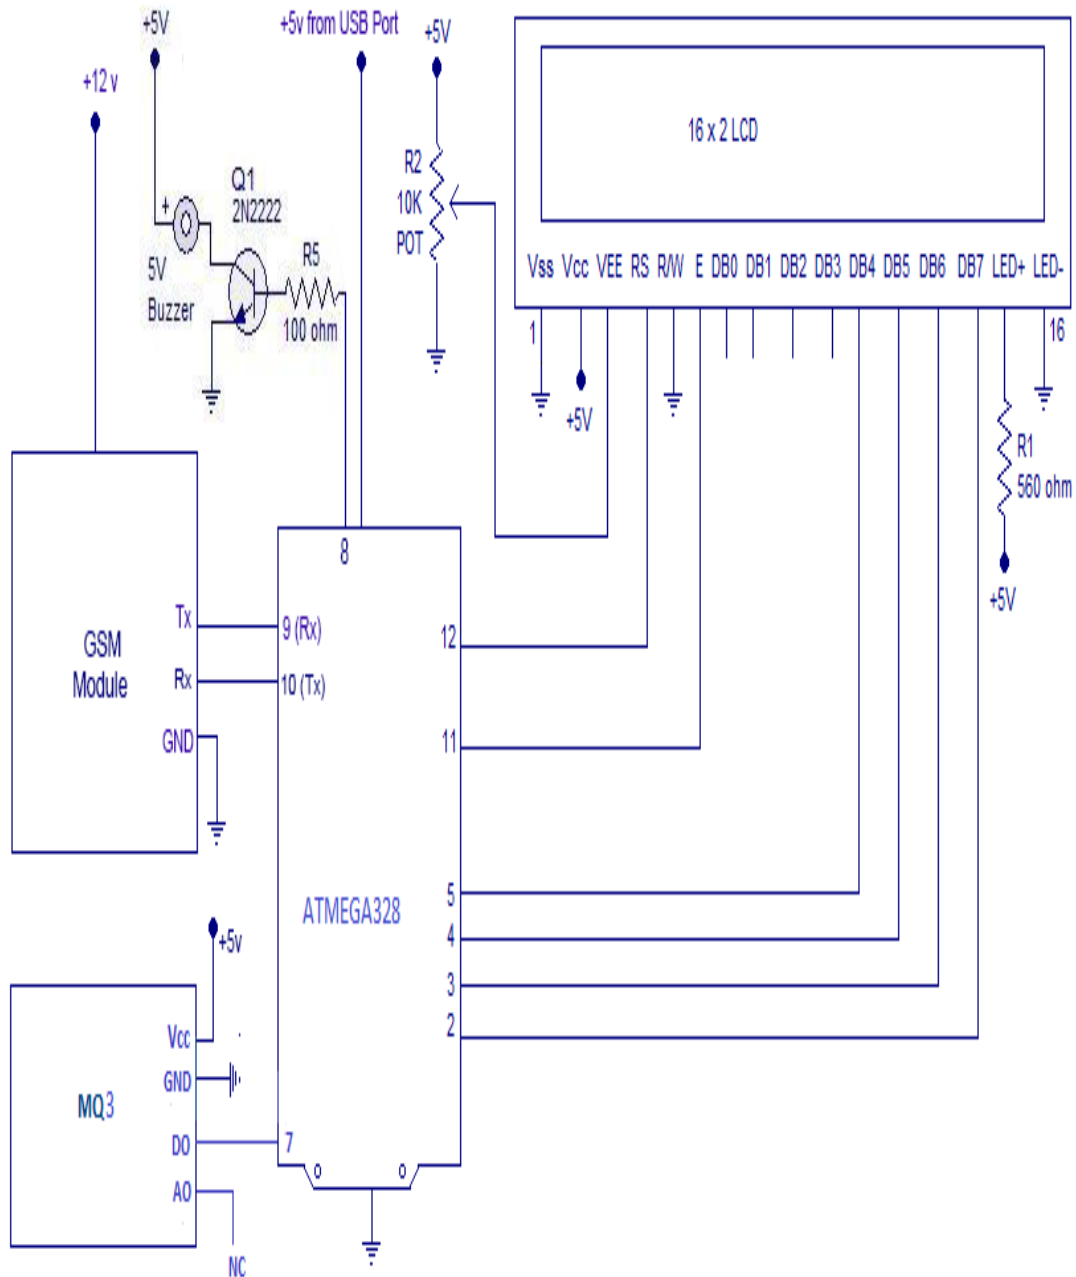 +5V
+5v from USB Port
+5V
+12 v
16 x 2 LCD
R2
10K
POT
Q1
2N2222
+
R5
5V
Buzzer
100 ohm
Vss Vcc VEE RS R/W E DB0 DB1 DB2 DB3 DB4 DB5 DB6 DB7 LED+ LED-
1
16
+5V
R1
560 ohm
+5V
8
Tx
9 (Rx)
12
GSM
Module
Rx
10 (Tx)
GND
11
ATMEGA328
5
4
3
2
+5v
Vcc
GND
MQ3
DO
7
AO
NC